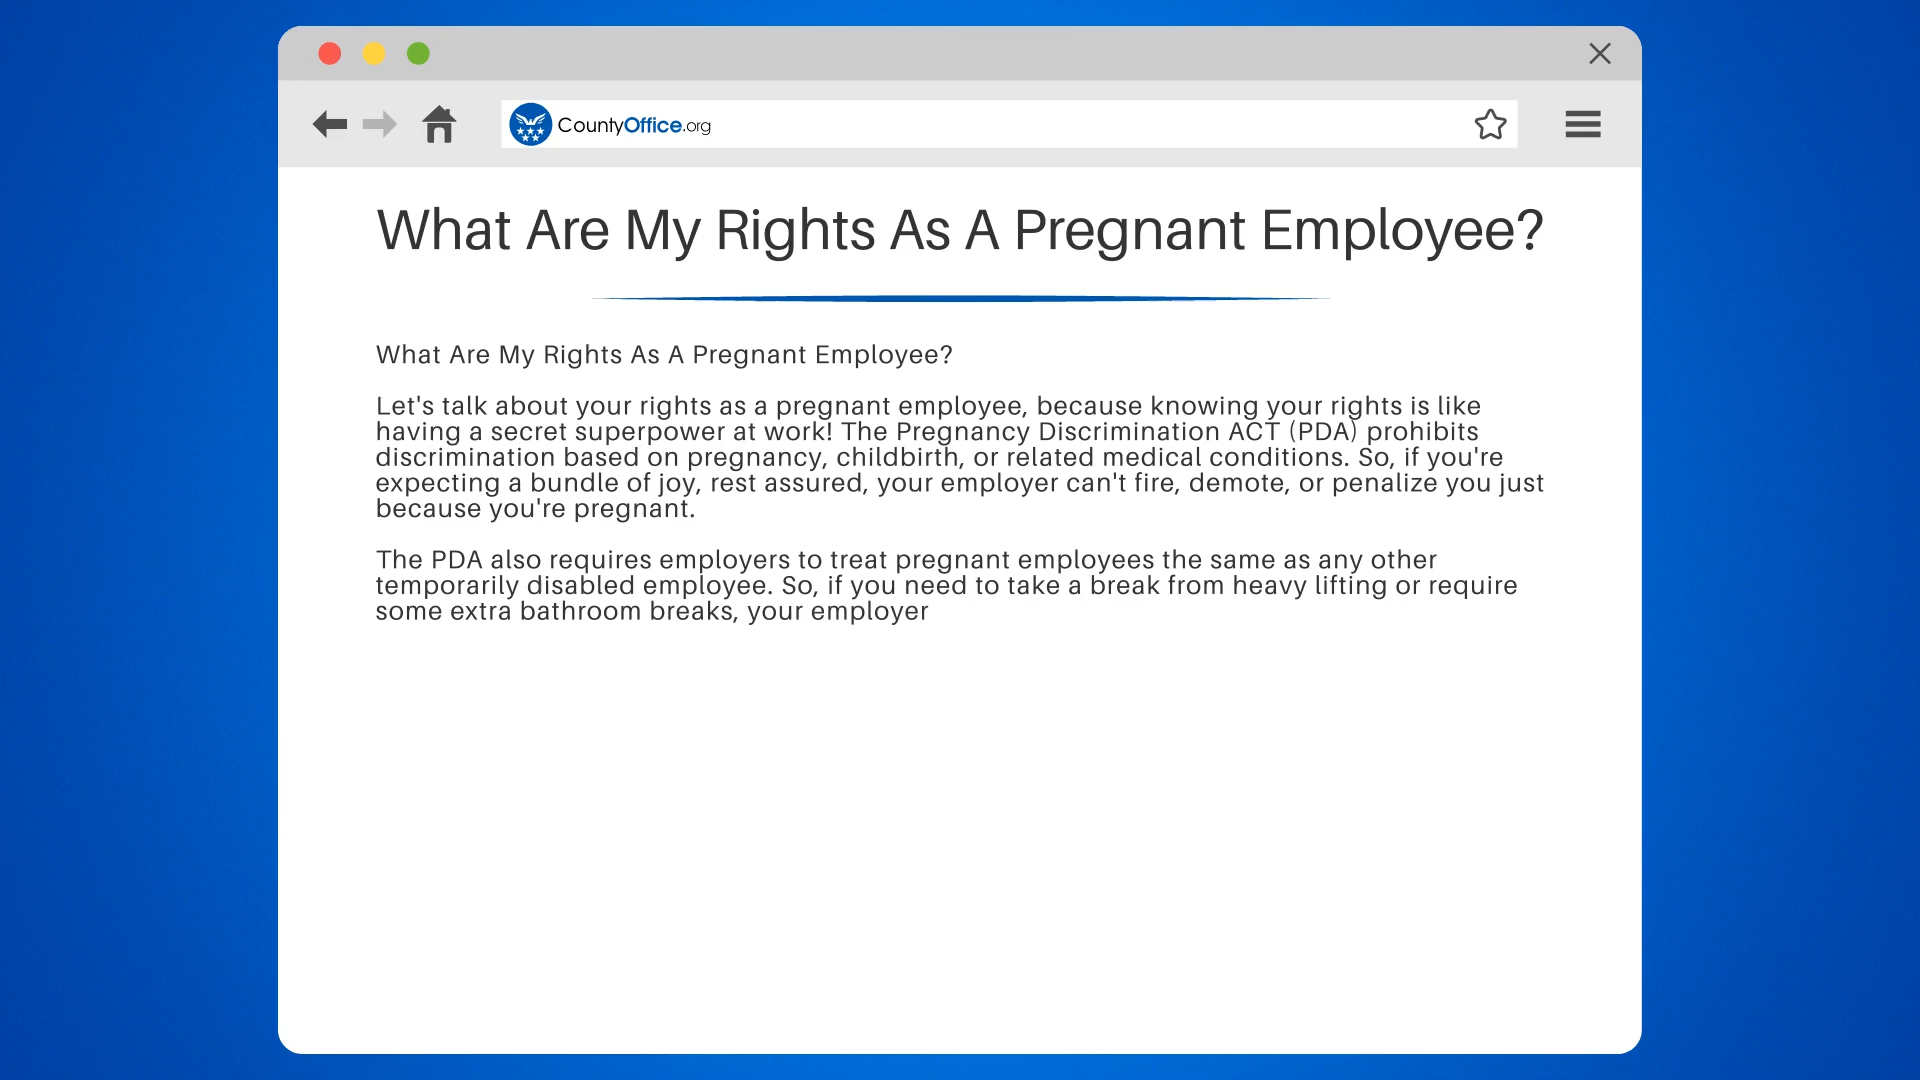 CountyOffice.org
What Are My Rights As A Pregnant Employee?
What Are My Rights As A Pregnant Employee?
Let's talk about your rights as a pregnant employee, because knowing your rights is like
having a secret superpower at work! The Pregnancy Discrimination ACT (PDA) prohibits
discrimination based on pregnancy, childbirth, or related medical conditions. So, if you're
expecting a bundle of joy, rest assured, your employer can't fire, demote, or penalize you just
because you're pregnant.
The PDA also requires employers to treat pregnant employees the same as any other
temporarily disabled employee. So, if you need to take a break from heavy lifting or require
some extra bathroom breaks, your employer